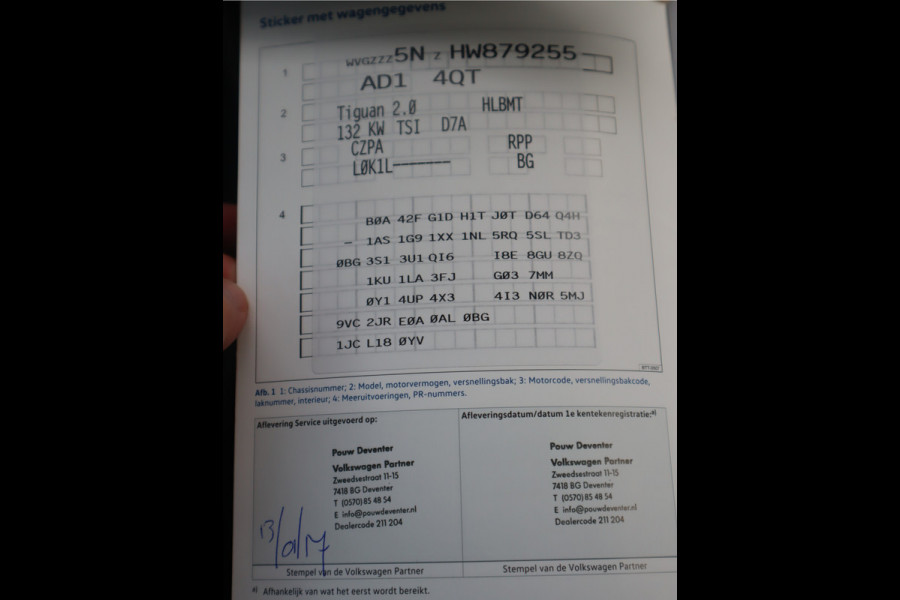 Sticker met wagengegevens
1 WVGZZZ5N Z HW879255
AD1 4QT
2 Tiguan 2.0 HLBMT
132 KW TSI D7A
3 CZPA RPP
LØK1L------- BG
4
BØA 42F G1D H1T JØT D64 Q4H
— 1AS 1G9 1XX 1NL 5RQ 5SL TD3
ØBG 3S1 3U1 QI6 I8E 8GU 8ZQ
1KU 1LA 3FJ GØ3 7MM
ØY1 4UP 4X3 4I3 NØR 5MJ
9VC 2JR EØA ØAL ØBG
1JC L18 ØYV
Afb. 1 1: Chassisnummer; 2: Model, motorvermogen, versnellingsbak; 3: Motorcode, versnellingsbakcode,
laknummer, interieur; 4: Meeruitvoeringen, PR-nummers.
Aflevering Service uitgevoerd op:
Pouw Deventer
Volkswagen Partner
Zweedsestraat 11-15
7418 BG Deventer
T (0570) 85 48 54
E info@pouwdeventer.nl
Dealercode 211 204
13/01/17
Stempel van de Volkswagen Partner
Afleveringsdatum/datum 1e kentekenregistratie:a)
Pouw Deventer
Volkswagen Partner
Zweedsestraat 11-15
7418 BG Deventer
T (0570) 85 48 54
E info@pouwdeventer.nl
Dealercode 211 204
Stempel van de Volkswagen Partner
a) Afhankelijk van wat het eerst wordt bereikt.